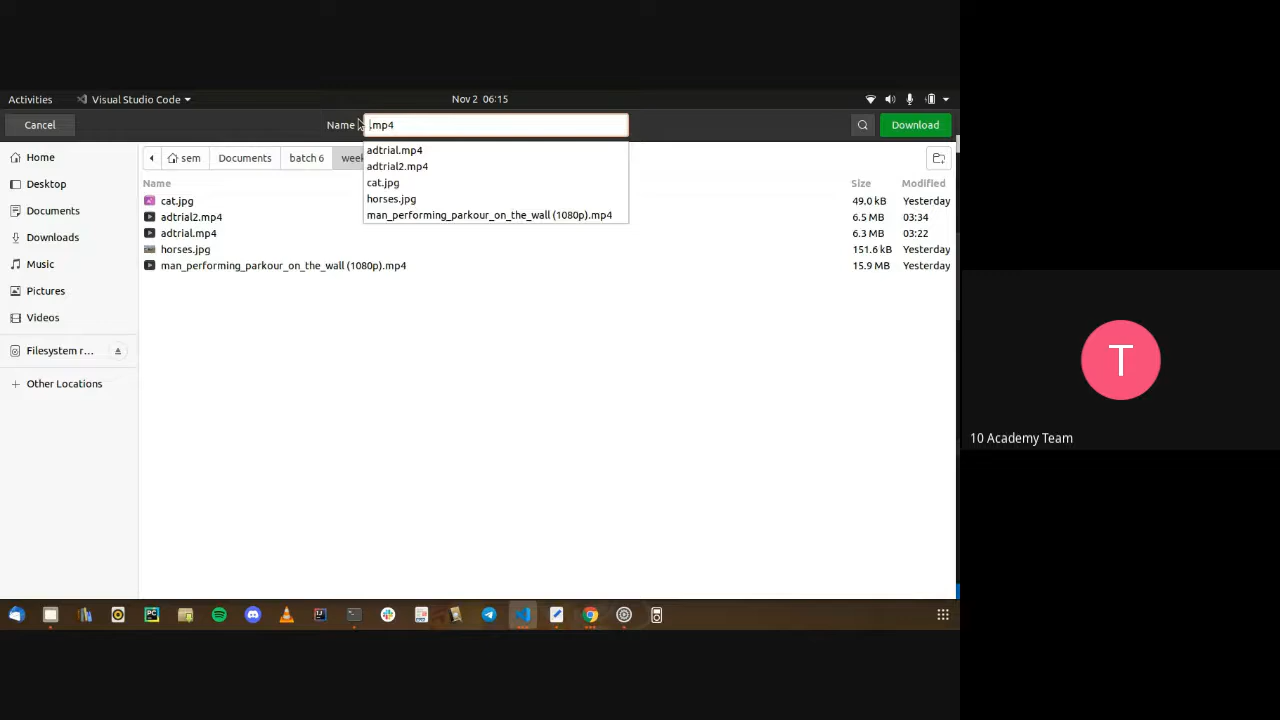 Activities
Visual Studio Code
Nov 2 06:15
Cancel
Name
.mp4
Download
adtrial.mp4
adtrial2.mp4
cat.jpg
horses.jpg
man_performing_parkour_on_the_wall (1080p).mp4
Home
Desktop
Documents
Downloads
Music
Pictures
Videos
Filesystem r...
Other Locations
sem
Documents
batch 6
week
Name
Size
Modified
cat.jpg
49.0 kB
Yesterday
adtrial2.mp4
6.5 MB
03:34
adtrial.mp4
6.3 MB
03:22
horses.jpg
151.6 kB
Yesterday
man_performing_parkour_on_the_wall (1080p).mp4
15.9 MB
Yesterday
T
10 Academy Team